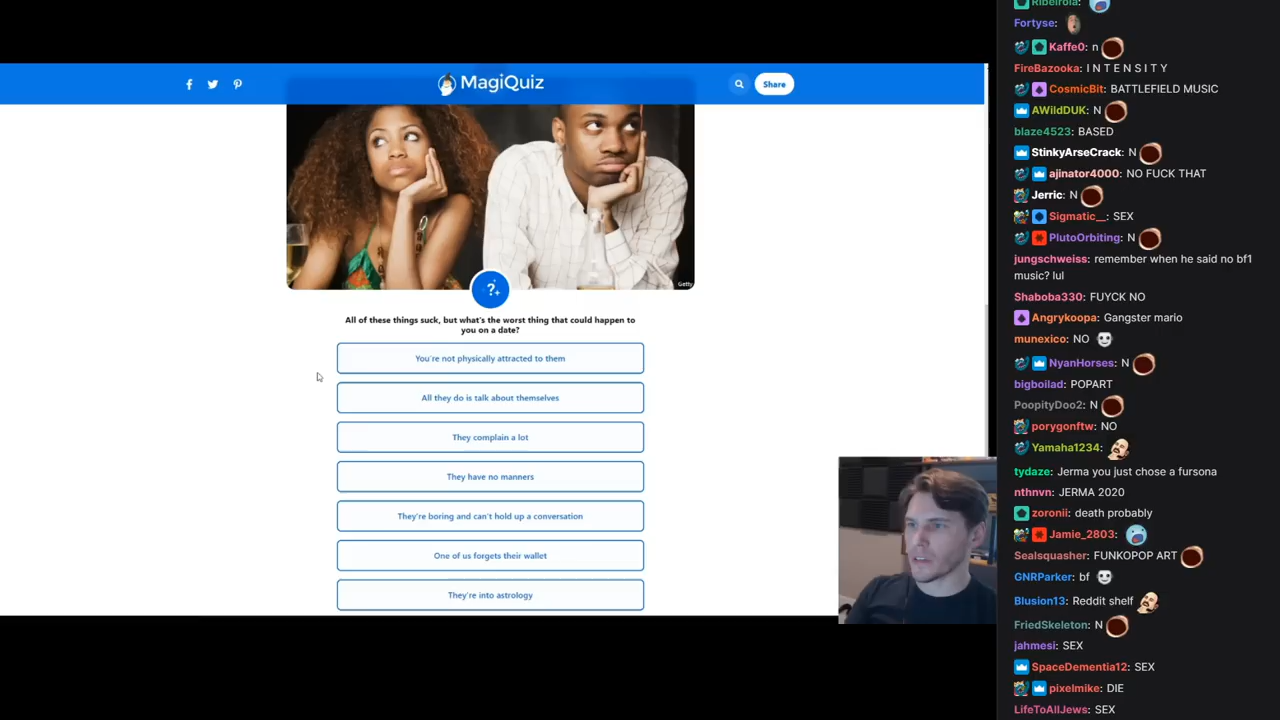 MagiQuiz
Share
Getty
All of these things suck, but what's the worst thing that could happen to
you on a date?
You're not physically attracted to them
All they do is talk about themselves
They complain a lot
They have no manners
They're boring and can't hold up a conversation
One of us forgets their wallet
They're into astrology
Ribeirola:
Fortyse:
Kaffe0: n
FireBazooka: I N T E N S I T Y
CosmicBit: BATTLEFIELD MUSIC
AWildDUK: N
blaze4523: BASED
StinkyArseCrack: N
ajinator4000: NO FUCK THAT
Jerric: N
Sigmatic__: SEX
PlutoOrbiting: N
jungschweiss: remember when he said no bf1
music? lul
Shaboba330: FUYCK NO
Angrykoopa: Gangster mario
munexico: NO
NyanHorses: N
bigboilad: POPART
PoopityDoo2: N
porygonftw: NO
Yamaha1234:
tydaze: Jerma you just chose a fursona
nthnvn: JERMA 2020
zoronii: death probably
Jamie_2803:
Sealsquasher: FUNKOPOP ART
GNRParker: bf
Blusion13: Reddit shelf
FriedSkeleton: N
jahmesi: SEX
SpaceDementia12: SEX
pixelmike: DIE
LifeToAllJews: SEX